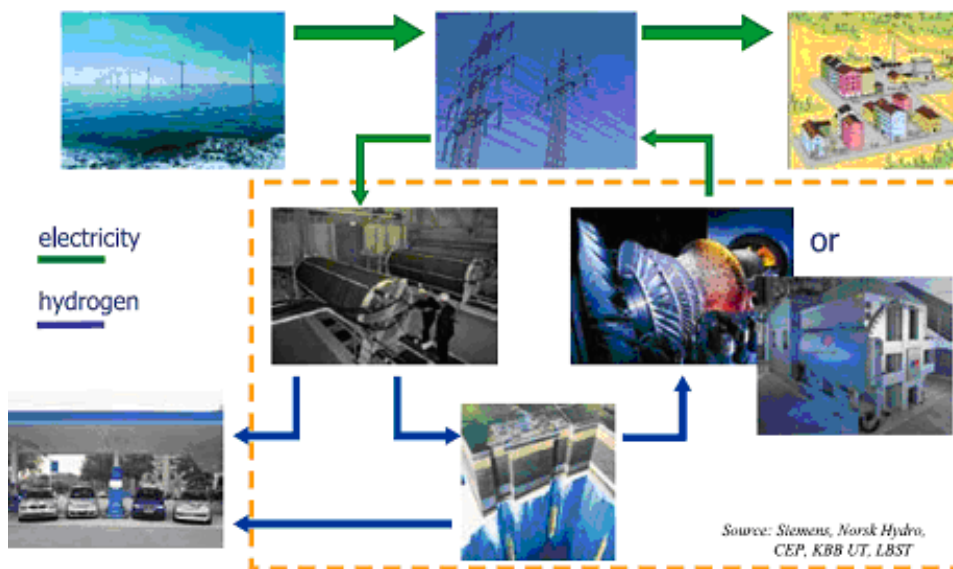 or
electricity
hydrogen
Source: Siemens, Norsk Hydro,
CEP, KBB UT, LBST